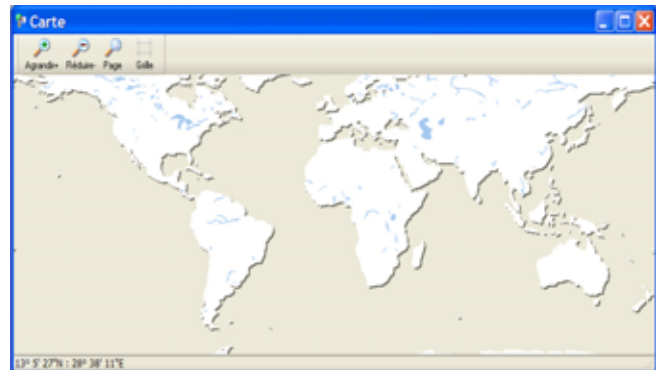 Carte
Agrandir+ Réduire- Page Grille
13° 5' 27"N : 28° 38' 11"E